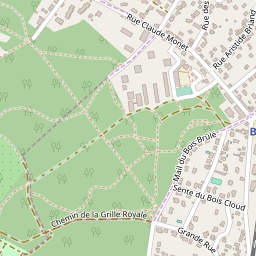 Rue Claude Monet
Rue des
Rue Aristide Briand
Mail du Bois Brûlé
B
Sente du Bois Cloud
Chemin de la Grille Royale
Grande Rue